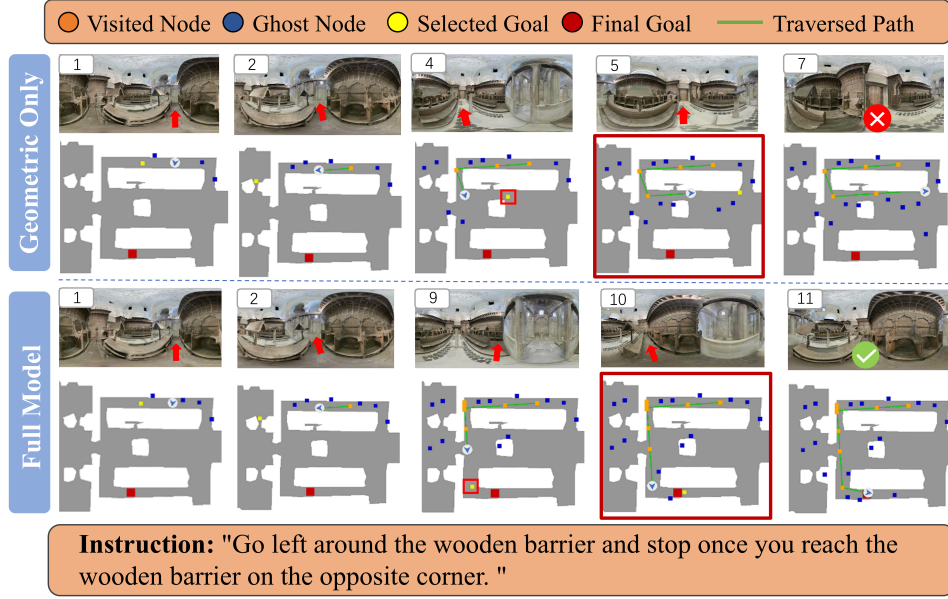 Visited Node Ghost Node Selected Goal Final Goal Traversed Path
Geometric Only
1 2 4 5 7
Full Model
1 2 9 10 11
Instruction: "Go left around the wooden barrier and stop once you reach the
wooden barrier on the opposite corner. "